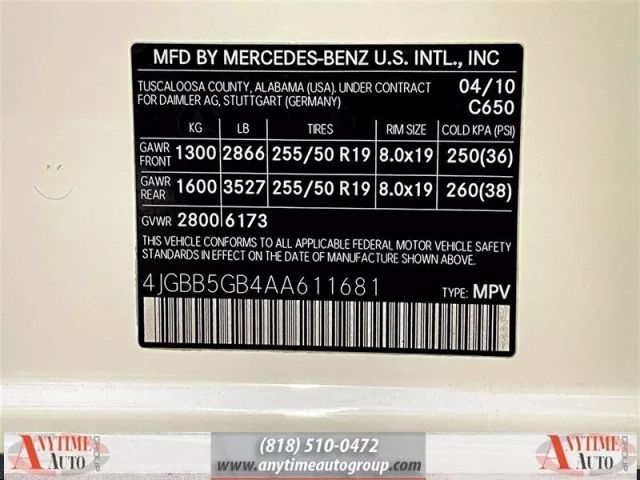 MFD BY MERCEDES-BENZ U.S. INTL., INC
TUSCALOOSA COUNTY, ALABAMA (USA). UNDER CONTRACT 04/10
FOR DAIMLER AG, STUTTGART (GERMANY) C650
KG LB TIRES RIM SIZE COLD KPA (PSI)
GAWR FRONT 1300 2866 255/50 R19 8.0x19 250(36)
GAWR REAR 1600 3527 255/50 R19 8.0x19 260(38)
GVWR 2800 6173
THIS VEHICLE CONFORMS TO ALL APPLICABLE FEDERAL MOTOR VEHICLE SAFETY
STANDARDS IN EFFECT ON THE DATE OF MANUFACTURE SHOWN ABOVE.
4JGBB5GB4AA611681 TYPE: MPV
ANYTIME AUTO GROUP
(818) 510-0472
www.anytimeautogroup.com
ANYTIME AUTO GROUP